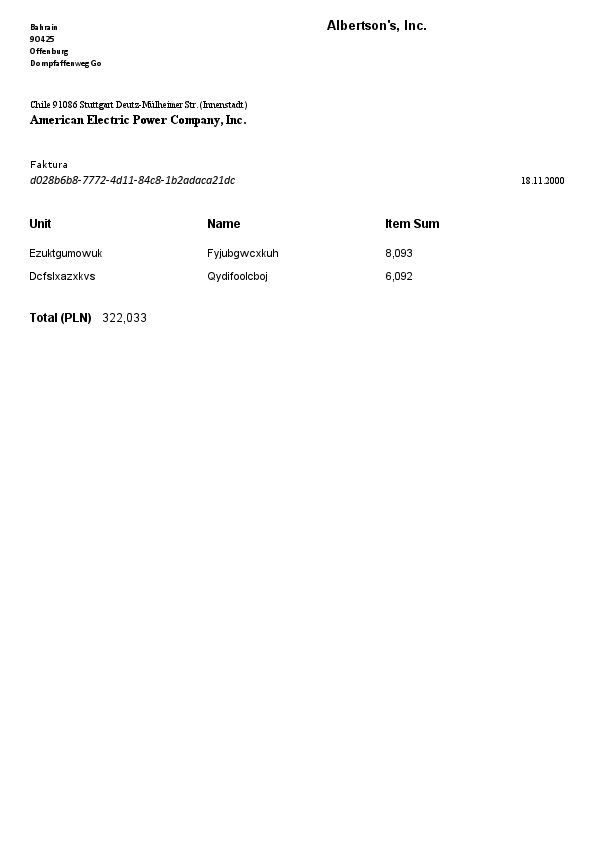 Albertson's, Inc.
Bahrain
90425
Offenburg
Dompfaffenweg Go
Chile 91086 Stuttgart Deutz-Mülheimer Str. (Innenstadt)
American Electric Power Company, Inc.
Faktura
d028b6b8-7772-4d11-84c8-1b2adaca21dc 18.11.2000
Unit Name Item Sum
Ezuktgumowuk Fyjubgwcxkuh 8,093
Dcfslxazxkvs Qydifoolcboj 6,092
Total (PLN) 322,033